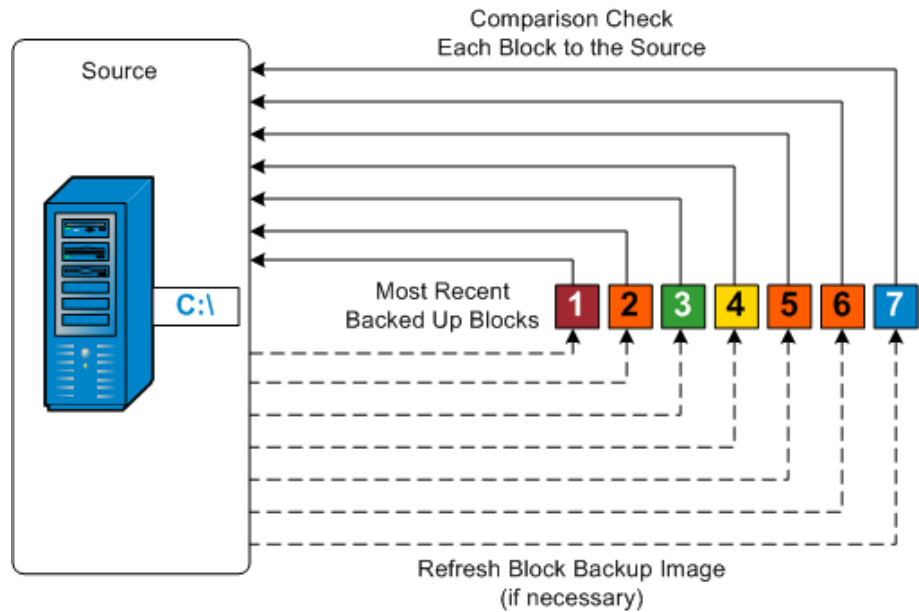 Comparison Check
Each Block to the Source
Source
C:\
Most Recent
Backed Up Blocks
1 2 3 4 5 6 7
Refresh Block Backup Image
(if necessary)